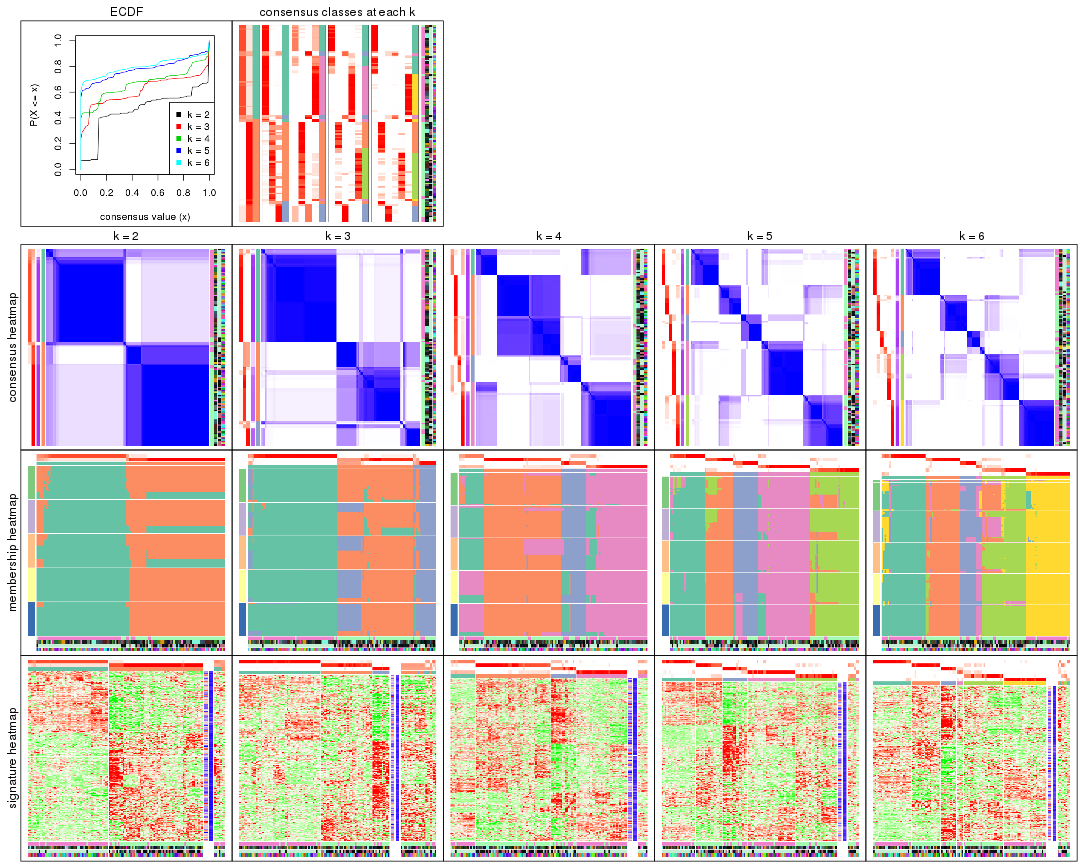 ECDF
consensus classes at each k
P(X <= x)
0.0 0.2 0.4 0.6 0.8 1.0
k = 2
k = 3
k = 4
k = 5
k = 6
0.0 0.2 0.4 0.6 0.8 1.0
consensus value (x)
k = 2
k = 3
k = 4
k = 5
k = 6
consensus heatmap
membership heatmap
signature heatmap